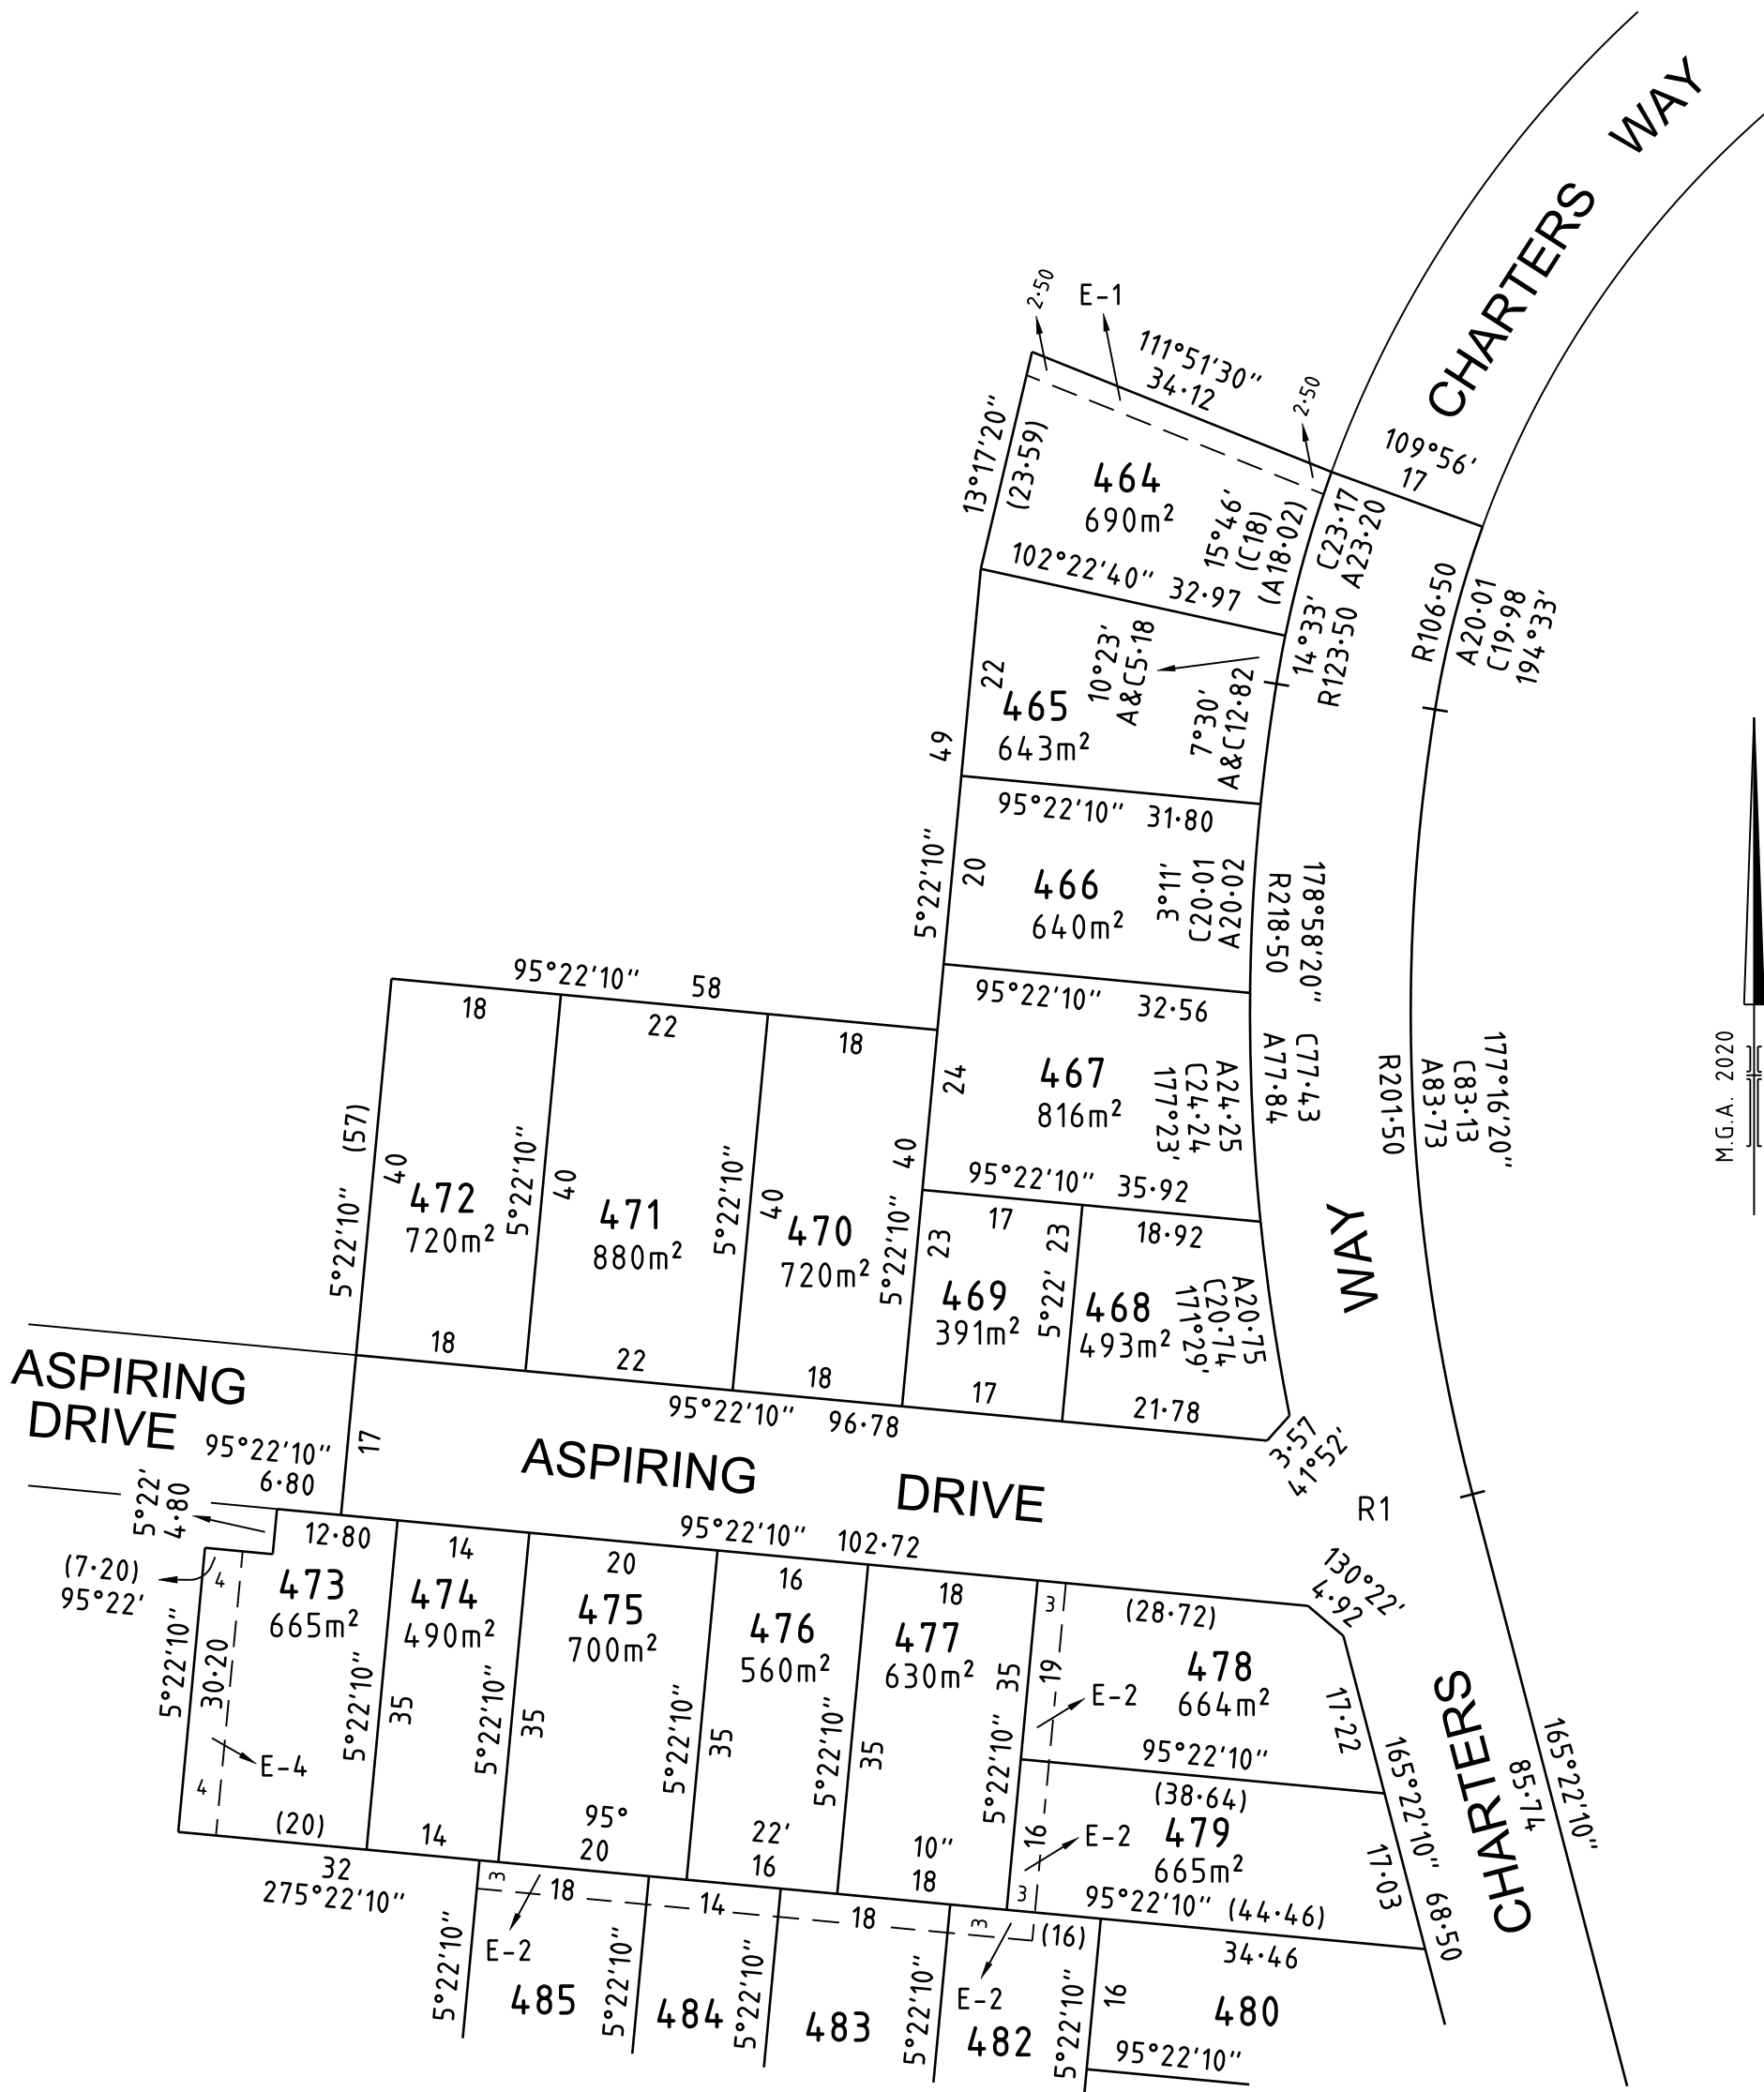 CHARTERS WAY
2·50
E-1
111°51'30"
34·12
2·50
109°56'
17
13°17'20"
(23·59)
464
690m²
15°46'
(C18)
(A18·02)
C23·17
A23·20
14°33'
R123·50
102°22'40" 32·97
R106·50
A20·01
C19·98
194°33'
22
465
643m²
10°23'
A&C5·18
7°30'
A&C12·82
49
95°22'10" 31·80
5°22'10"
20
466
640m²
3°11'
C20·01
A20·02
178°58'20"
R218·50
C77·43
A77·84
95°22'10" 32·56
95°22'10" 58
18
22
18
24
467
816m²
A24·25
C24·24
177°23'
177°16'20"
C83·13
A83·73
R201·50
M.G.A. 2020
(57)
5°22'10"
40
472
720m²
5°22'10"
40
471
880m²
5°22'10"
40
470
720m²
40
5°22'10"
95°22'10" 35·92
17
23
469
391m²
5°22' 23
18·92
468
493m²
A20·75
C20·74
171°29'
WAY
18
22
18
17
21·78
95°22'10" 96·78
3·57
41°52'
ASPIRING
DRIVE
95°22'10"
6·80
17
ASPIRING DRIVE
R1
5°22'
4·80
(7·20)
95°22'
95°22'10" 102·72
12·80
14
20
16
18
(28·72)
130°22'
4·92
4
473
665m²
474
490m²
475
700m²
476
560m²
477
630m²
3
478
664m²
5°22'10"
30·20
5°22'10"
35
5°22'10"
35
5°22'10"
35
5°22'10"
35
5°22'10"
35
19
E-2
17·22
E-4
4
95°22'10"
(38·64)
16
E-2
479
665m²
17·03
165°22'10" 68·50
CHARTERS
85·74
165°22'10"
(20)
14
95°
20
22'
16
10"
18
3
95°22'10" (44·46)
32
275°22'10"
3
18
14
18
3
(16)
34·46
E-2
E-2
5°22'10"
485
5°22'10"
484
5°22'10"
483
5°22'10"
482
5°22'10"
16
480
95°22'10"